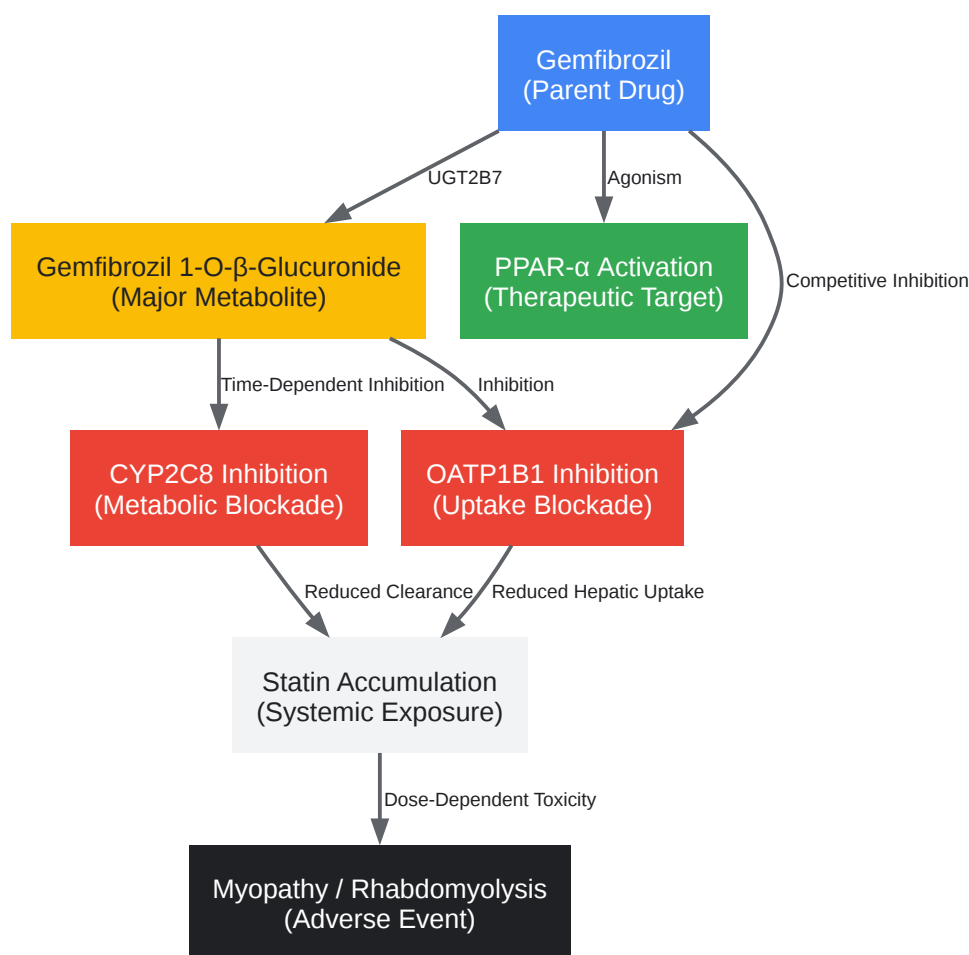 Gemfibrozil
(Parent Drug)
UGT2B7
Agonism
Gemfibrozil 1-O-β-Glucuronide
(Major Metabolite)
PPAR-α Activation
(Therapeutic Target)
Competitive Inhibition
Time-Dependent Inhibition
Inhibition
CYP2C8 Inhibition
(Metabolic Blockade)
OATP1B1 Inhibition
(Uptake Blockade)
Reduced Clearance
Reduced Hepatic Uptake
Statin Accumulation
(Systemic Exposure)
Dose-Dependent Toxicity
Myopathy / Rhabdomyolysis
(Adverse Event)